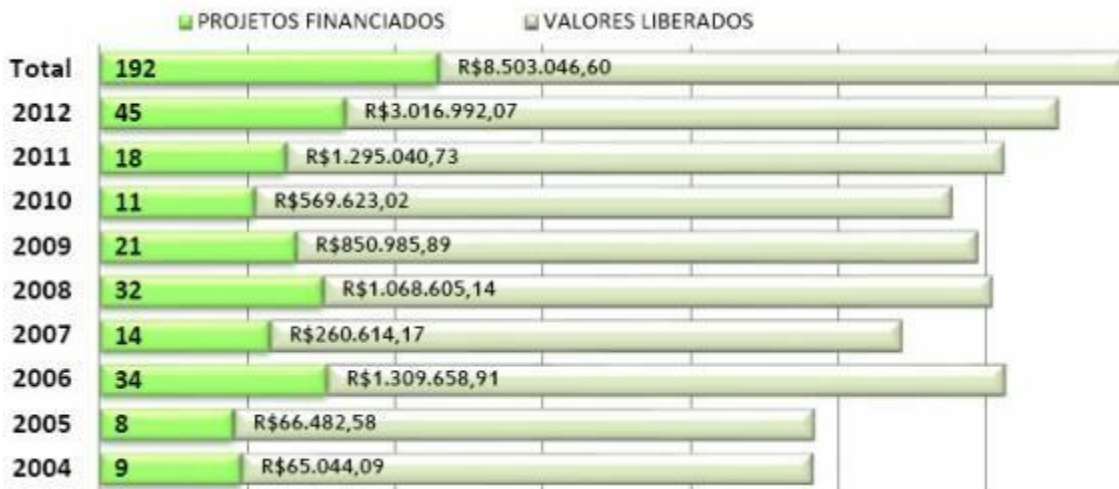 PROJETOS FINANCIADOS VALORES LIBERADOS
Total 192 R$8.503.046,60
2012 45 R$3.016.992,07
2011 18 R$1.295.040,73
2010 11 R$569.623,02
2009 21 R$850.985,89
2008 32 R$1.068.605,14
2007 14 R$260.614,17
2006 34 R$1.309.658,91
2005 8 R$66.482,58
2004 9 R$65.044,09